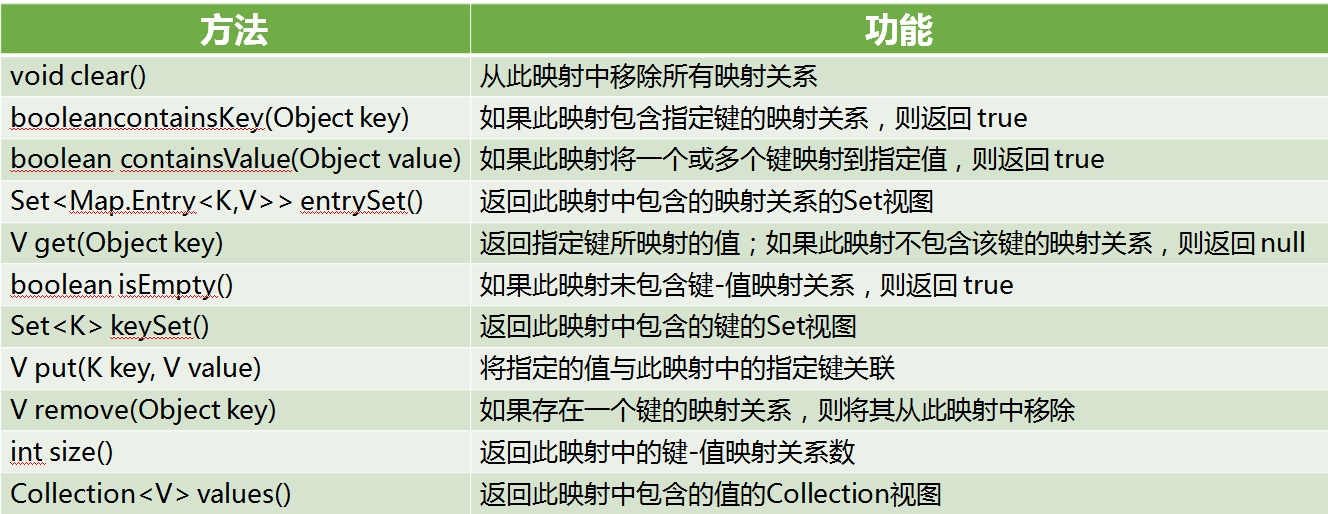 方法 功能
void clear() 从此映射中移除所有映射关系
booleancontainsKey(Object key) 如果此映射包含指定键的映射关系，则返回 true
boolean containsValue(Object value) 如果此映射将一个或多个键映射到指定值，则返回 true
Set<Map.Entry<K,V>> entrySet() 返回此映射中包含的映射关系的Set视图
V get(Object key) 返回指定键所映射的值；如果此映射不包含该键的映射关系，则返回 null
boolean isEmpty() 如果此映射未包含键-值映射关系，则返回 true
Set<K> keySet() 返回此映射中包含的键的Set视图
V put(K key, V value) 将指定的值与此映射中的指定键关联
V remove(Object key) 如果存在一个键的映射关系，则将其从此映射中移除
int size() 返回此映射中的键-值映射关系数
Collection<V> values() 返回此映射中包含的值的Collection视图